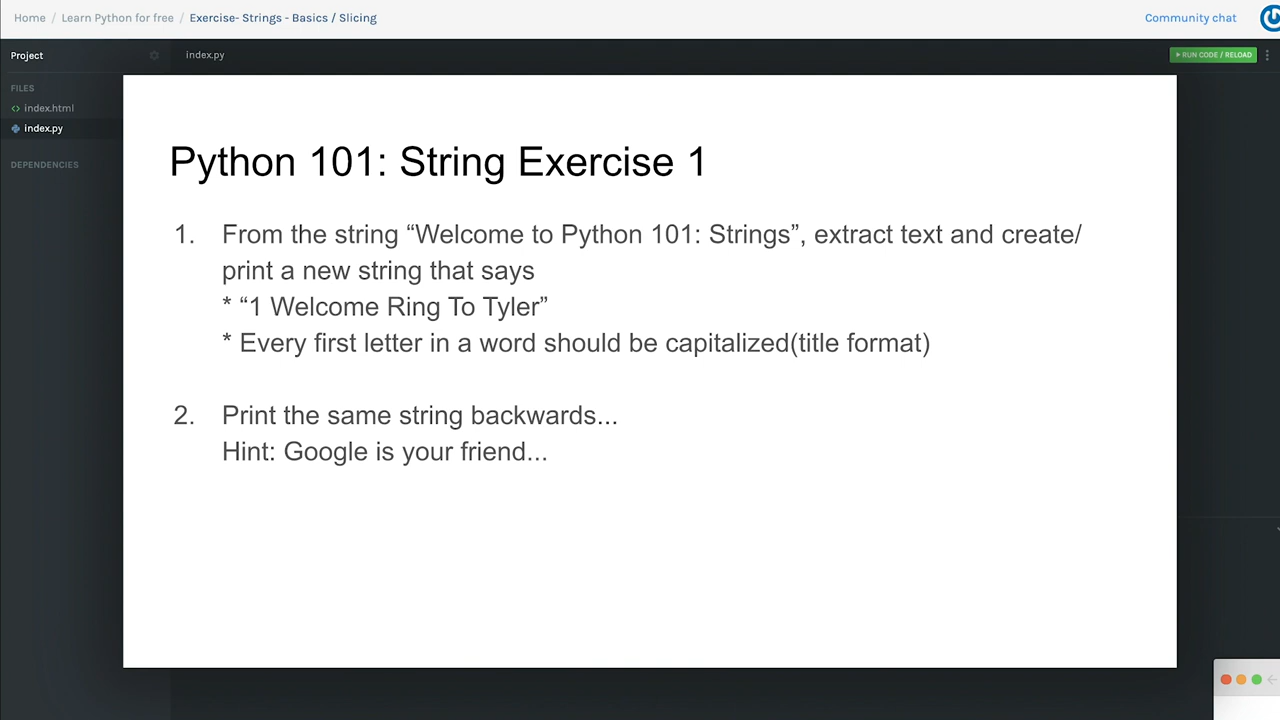 Home / Learn Python for free / Exercise- Strings - Basics / Slicing
Community chat
Project
index.py
RUN CODE / RELOAD
FILES
index.html
index.py
DEPENDENCIES
Python 101: String Exercise 1
1. From the string “Welcome to Python 101: Strings”, extract text and create/
print a new string that says
* “1 Welcome Ring To Tyler”
* Every first letter in a word should be capitalized(title format)
2. Print the same string backwards...
Hint: Google is your friend...